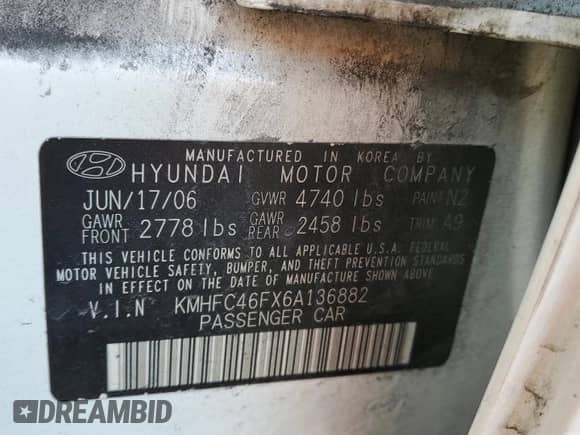 MANUFACTURED IN KOREA BY
HYUNDAI MOTOR COMPANY
JUN/17/06 GVWR 4740 lbs PAINT N2
GAWR FRONT 2778 lbs GAWR REAR 2458 lbs TRIM A9
THIS VEHICLE CONFORMS TO ALL APPLICABLE U.S.A. FEDERAL
MOTOR VEHICLE SAFETY, BUMPER, AND THEFT PREVENTION STANDARDS
IN EFFECT ON THE DATE OF MANUFACTURE SHOWN ABOVE.
V.I.N KMHFC46FX6A136882
PASSENGER CAR
DREAMBID